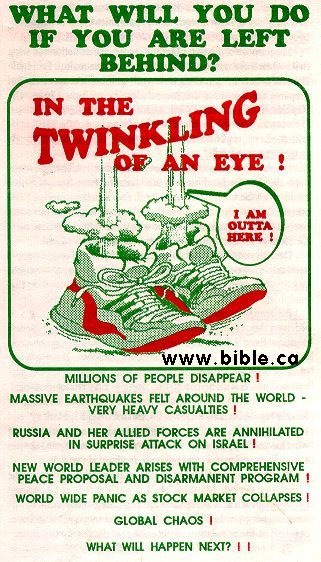 WHAT WILL YOU DO
IF YOU ARE LEFT
BEHIND?
IN THE
TWINKLING
OF AN EYE !
I AM
OUTTA
HERE !
www.bible.ca
MILLIONS OF PEOPLE DISAPPEAR !
MASSIVE EARTHQUAKES FELT AROUND THE WORLD -
VERY HEAVY CASUALTIES !
RUSSIA AND HER ALLIED FORCES ARE ANNIHILATED
IN SURPRISE ATTACK ON ISRAEL !
NEW WORLD LEADER ARISES WITH COMPREHENSIVE
PEACE PROPOSAL AND DISARMANENT PROGRAM !
WORLD WIDE PANIC AS STOCK MARKET COLLAPSES !
GLOBAL CHAOS !
WHAT WILL HAPPEN NEXT? ! !